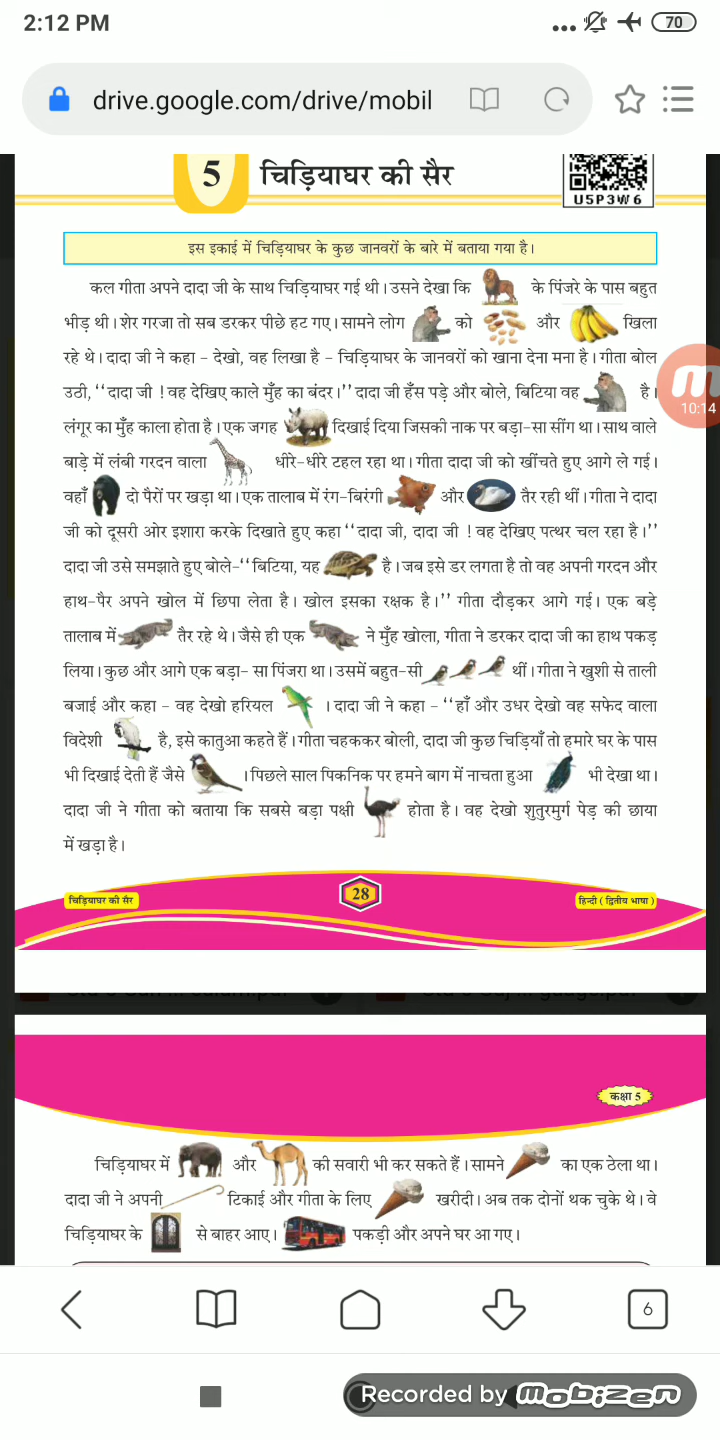 2:12 PM
70
drive.google.com/drive/mobil
5 चिड़ियाघर की सैर
U5P3W6
इस इकाई में चिड़ियाघर के कुछ जानवरों के बारे में बताया गया है।
कल गीता अपने दादा जी के साथ चिड़ियाघर गई थी। उसने देखा कि के पिंजरे के पास बहुत
भीड़ थी। शेर गरजा तो सब डरकर पीछे हट गए। सामने लोग को और खिला
रहे थे। दादा जी ने कहा – देखो, वह लिखा है – चिड़ियाघर के जानवरों को खाना देना मना है। गीता बोल
उठी, ‘‘दादा जी ! वह देखिए काले मुँह का बंदर।’’ दादा जी हँस पड़े और बोले, बिटिया वह है।
10:14
लंगूर का मुँह काला होता है। एक जगह दिखाई दिया जिसकी नाक पर बड़ा-सा सींग था। साथ वाले
बाड़े में लंबी गरदन वाला धीरे-धीरे टहल रहा था। गीता दादा जी को खींचते हुए आगे ले गई।
वहाँ दो पैरों पर खड़ा था। एक तालाब में रंग-बिरंगी और तैर रही थीं। गीता ने दादा
जी को दूसरी ओर इशारा करके दिखाते हुए कहा ‘‘दादा जी, दादा जी ! वह देखिए पत्थर चल रहा है।’’
दादा जी उसे समझाते हुए बोले-‘‘बिटिया, यह है। जब इसे डर लगता है तो वह अपनी गरदन और
हाथ-पैर अपने खोल में छिपा लेता है। खोल इसका रक्षक है।’’ गीता दौड़कर आगे गई। एक बड़े
तालाब में तैर रहे थे। जैसे ही एक ने मुँह खोला, गीता ने डरकर दादा जी का हाथ पकड़
लिया। कुछ और आगे एक बड़ा- सा पिंजरा था। उसमें बहुत-सी थीं। गीता ने खुशी से ताली
बजाई और कहा – वह देखो हरियल । दादा जी ने कहा – ‘‘हाँ और उधर देखो वह सफेद वाला
विदेशी है, इसे कातुआ कहते हैं। गीता चहककर बोली, दादा जी कुछ चिड़ियाँ तो हमारे घर के पास
भी दिखाई देती हैं जैसे । पिछले साल पिकनिक पर हमने बाग में नाचता हुआ भी देखा था।
दादा जी ने गीता को बताया कि सबसे बड़ा पक्षी होता है। वह देखो शुतुरमुर्ग पेड़ की छाया
में खड़ा है।
चिड़ियाघर की सैर
28
हिन्दी ( द्वितीय भाषा )
कक्षा 5
चिड़ियाघर में और की सवारी भी कर सकते हैं। सामने का एक ठेला था।
दादा जी ने अपनी टिकाई और गीता के लिए खरीदी। अब तक दोनों थक चुके थे। वे
चिड़ियाघर के से बाहर आए। पकड़ी और अपने घर आ गए।
6
Recorded by mobizen